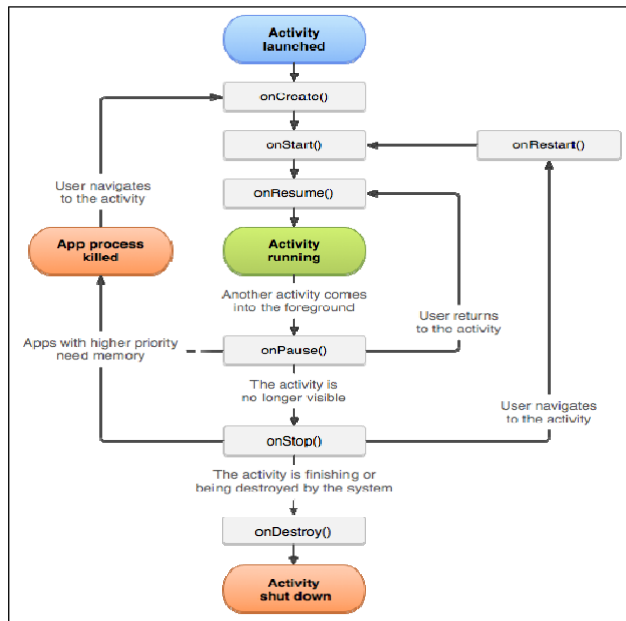 Activity
launched
onCreate()
onStart()
onRestart()
User navigates
to the activity
onResume()
App process
killed
Activity
running
Another activity comes
into the foreground
User returns
to the activity
Apps with higher priority
need memory
onPause()
The activity is
no longer visible
User navigates
to the activity
onStop()
The activity is finishing or
being destroyed by the system
onDestroy()
Activity
shut down